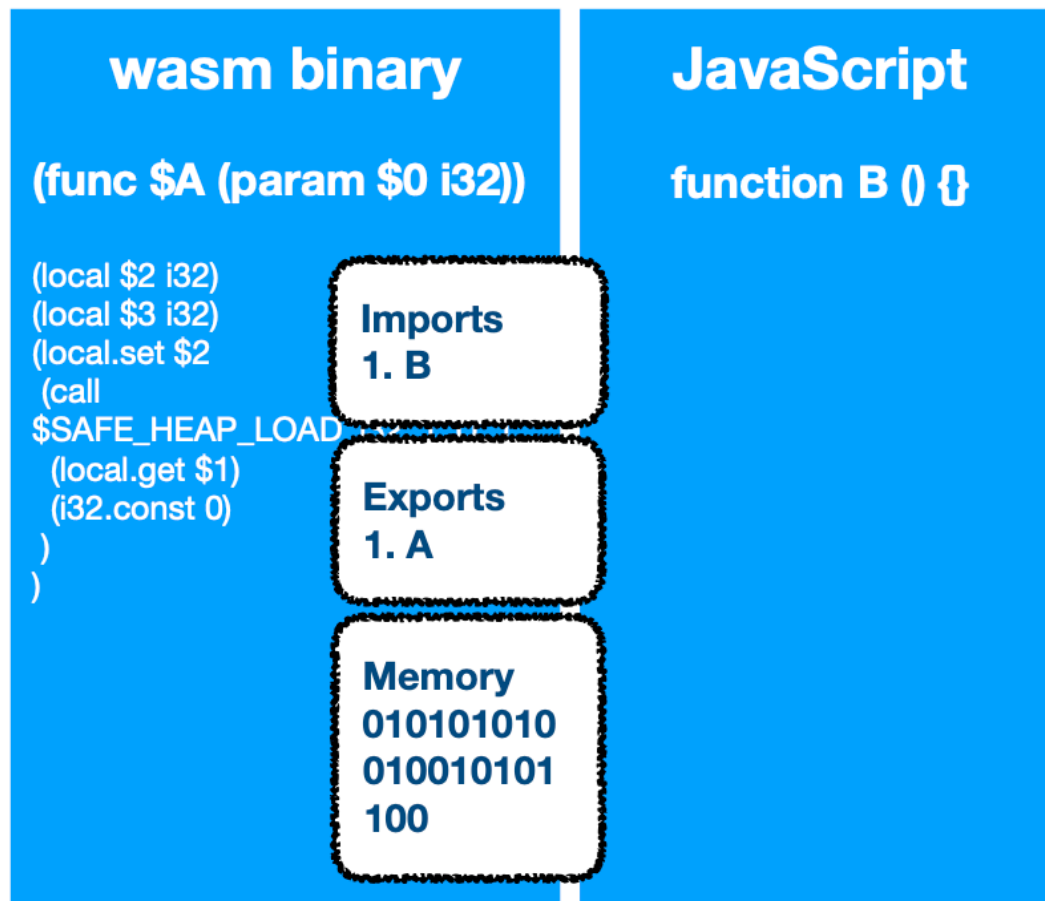 wasm binary
(func $A (param $0 i32))
(local $2 i32)
(local $3 i32)
(local.set $2
(call
$SAFE_HEAP_LOAD
(local.get $1)
(i32.const 0)
)
)
Imports
1. B
Exports
1. A
Memory
010101010
010010101
100
JavaScript
function B () {}